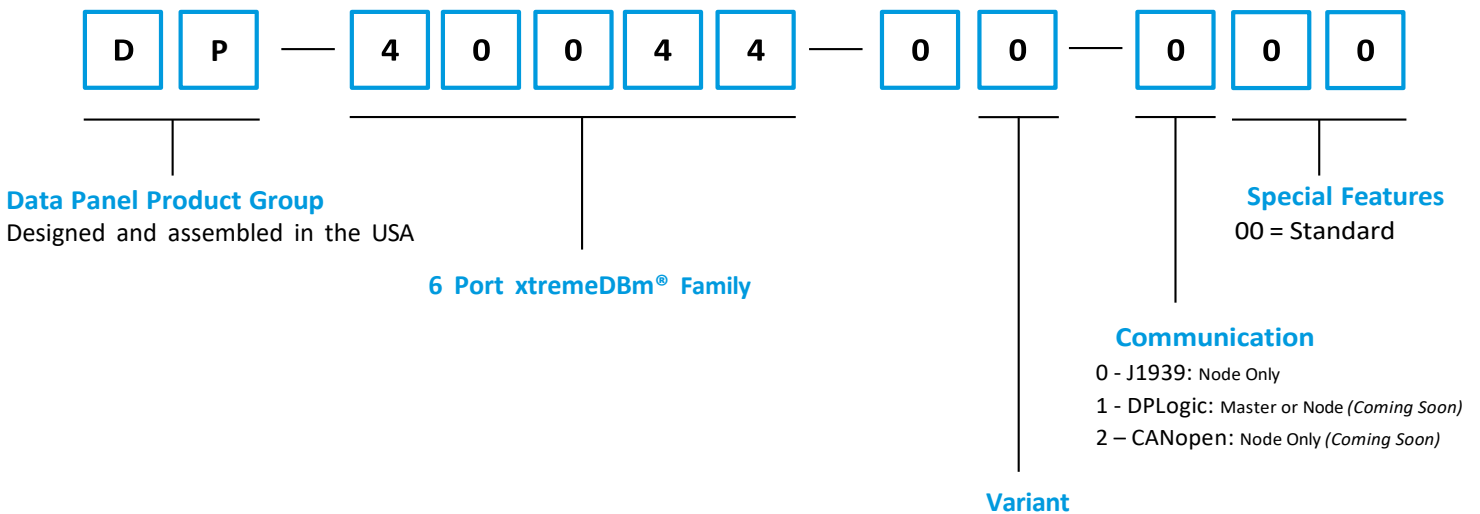 D P — 4 0 0 4 4 — 0 0 — 0 0 0
Data Panel Product Group
Designed and assembled in the USA
Special Features
00 = Standard
6 Port xtremeDBm® Family
Communication
0 - J1939: Node Only
1 - DPLogic: Master or Node (Coming Soon)
2 – CANopen: Node Only (Coming Soon)
Variant